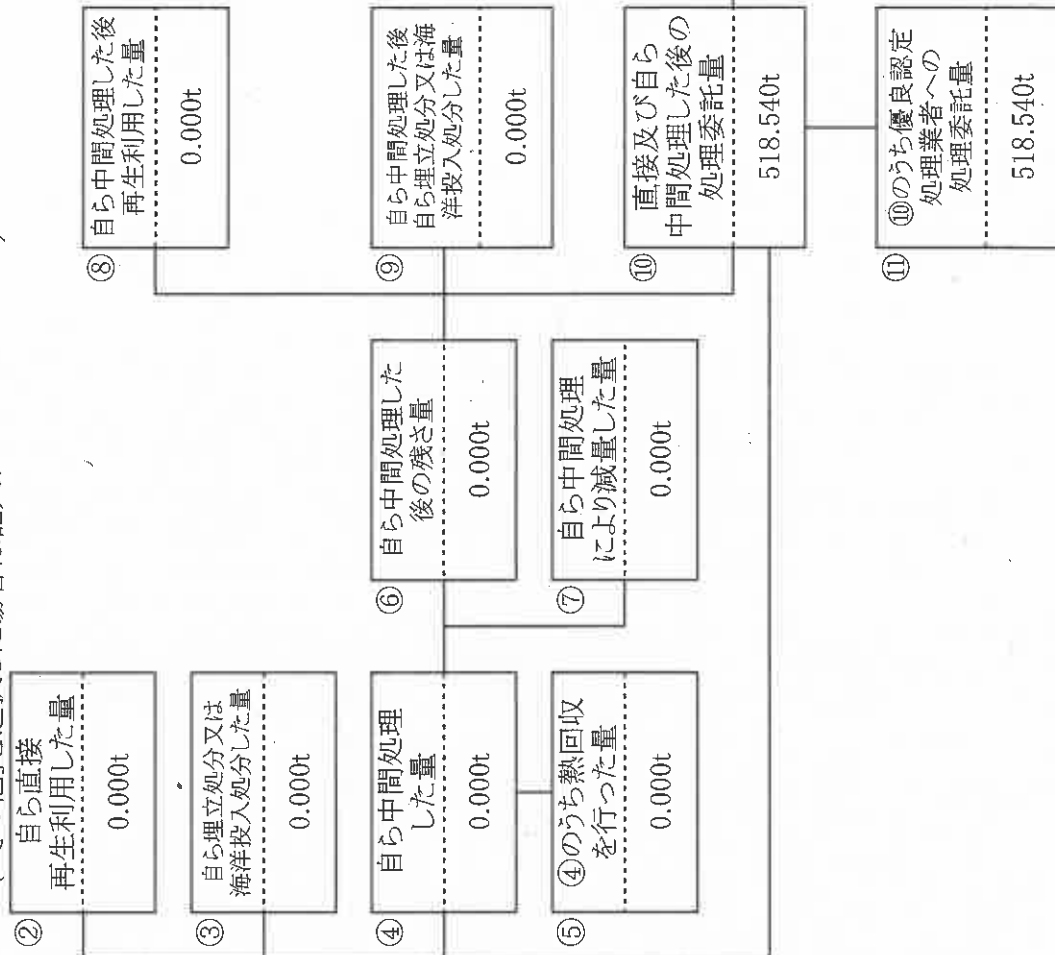 ②
自ら直接
再生利用した量
0.000t
③
自ら埋立処分又は
海洋投入処分した量
0.000t
④
自ら中間処理
した量
0.000t
⑤
④のうち熱回収
を行った量
0.000t
⑥
自ら中間処理した
後の残さ量
0.000t
⑦
自ら中間処理
により減量した量
0.000t
⑧
自ら中間処理した後
再生利用した量
0.000t
⑨
自ら中間処理した後
自ら埋立処分又は海
洋投入処分した量
0.000t
⑩
直接及び自ら
中間処理した後の
処理委託量
518.540t
⑪
⑩のうち優良認定
処理業者への
処理委託量
518.540t